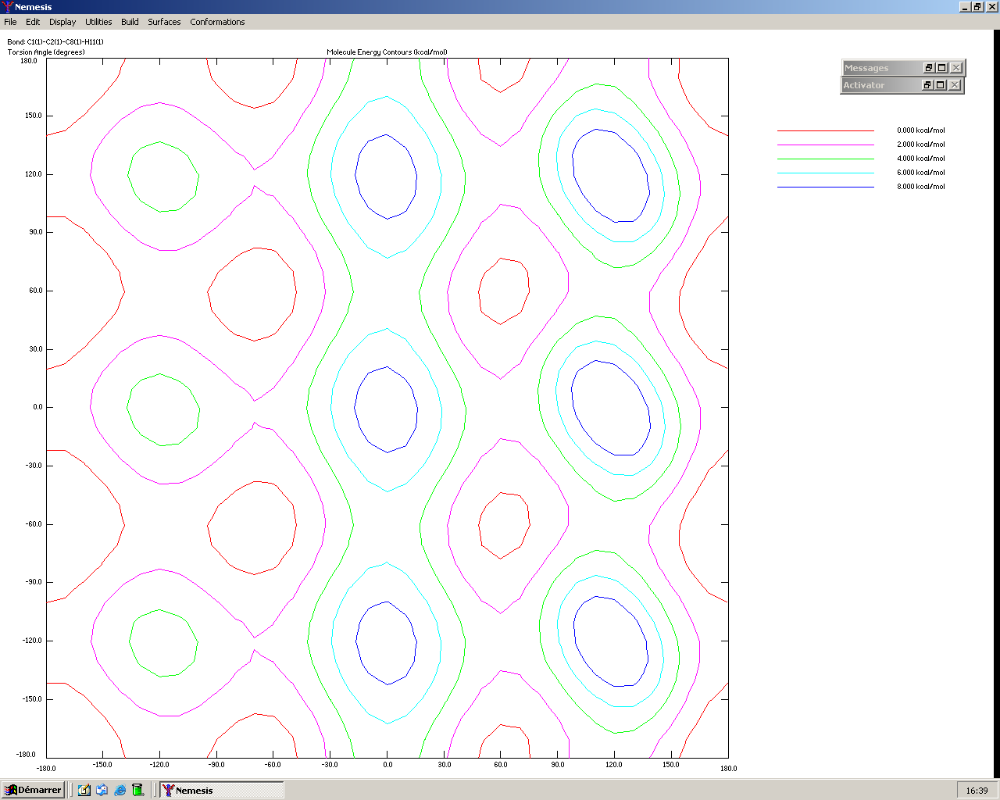 Nemesis
File Edit Display Utilities Build Surfaces Conformations
Bond: C1(1)-C2(1)-C8(1)-H11(1)
Torsion Angle (degrees)
Molecule Energy Contours (kcal/mol)
180.0
150.0
120.0
90.0
60.0
30.0
0.0
-30.0
-60.0
-90.0
-120.0
-150.0
-180.0
-180.0 -150.0 -120.0 -90.0 -60.0 -30.0 0.0 30.0 60.0 90.0 120.0 150.0 180.0
Messages
Activator
0.000 kcal/mol
2.000 kcal/mol
4.000 kcal/mol
6.000 kcal/mol
8.000 kcal/mol
Démarrer
Nemesis
16:39